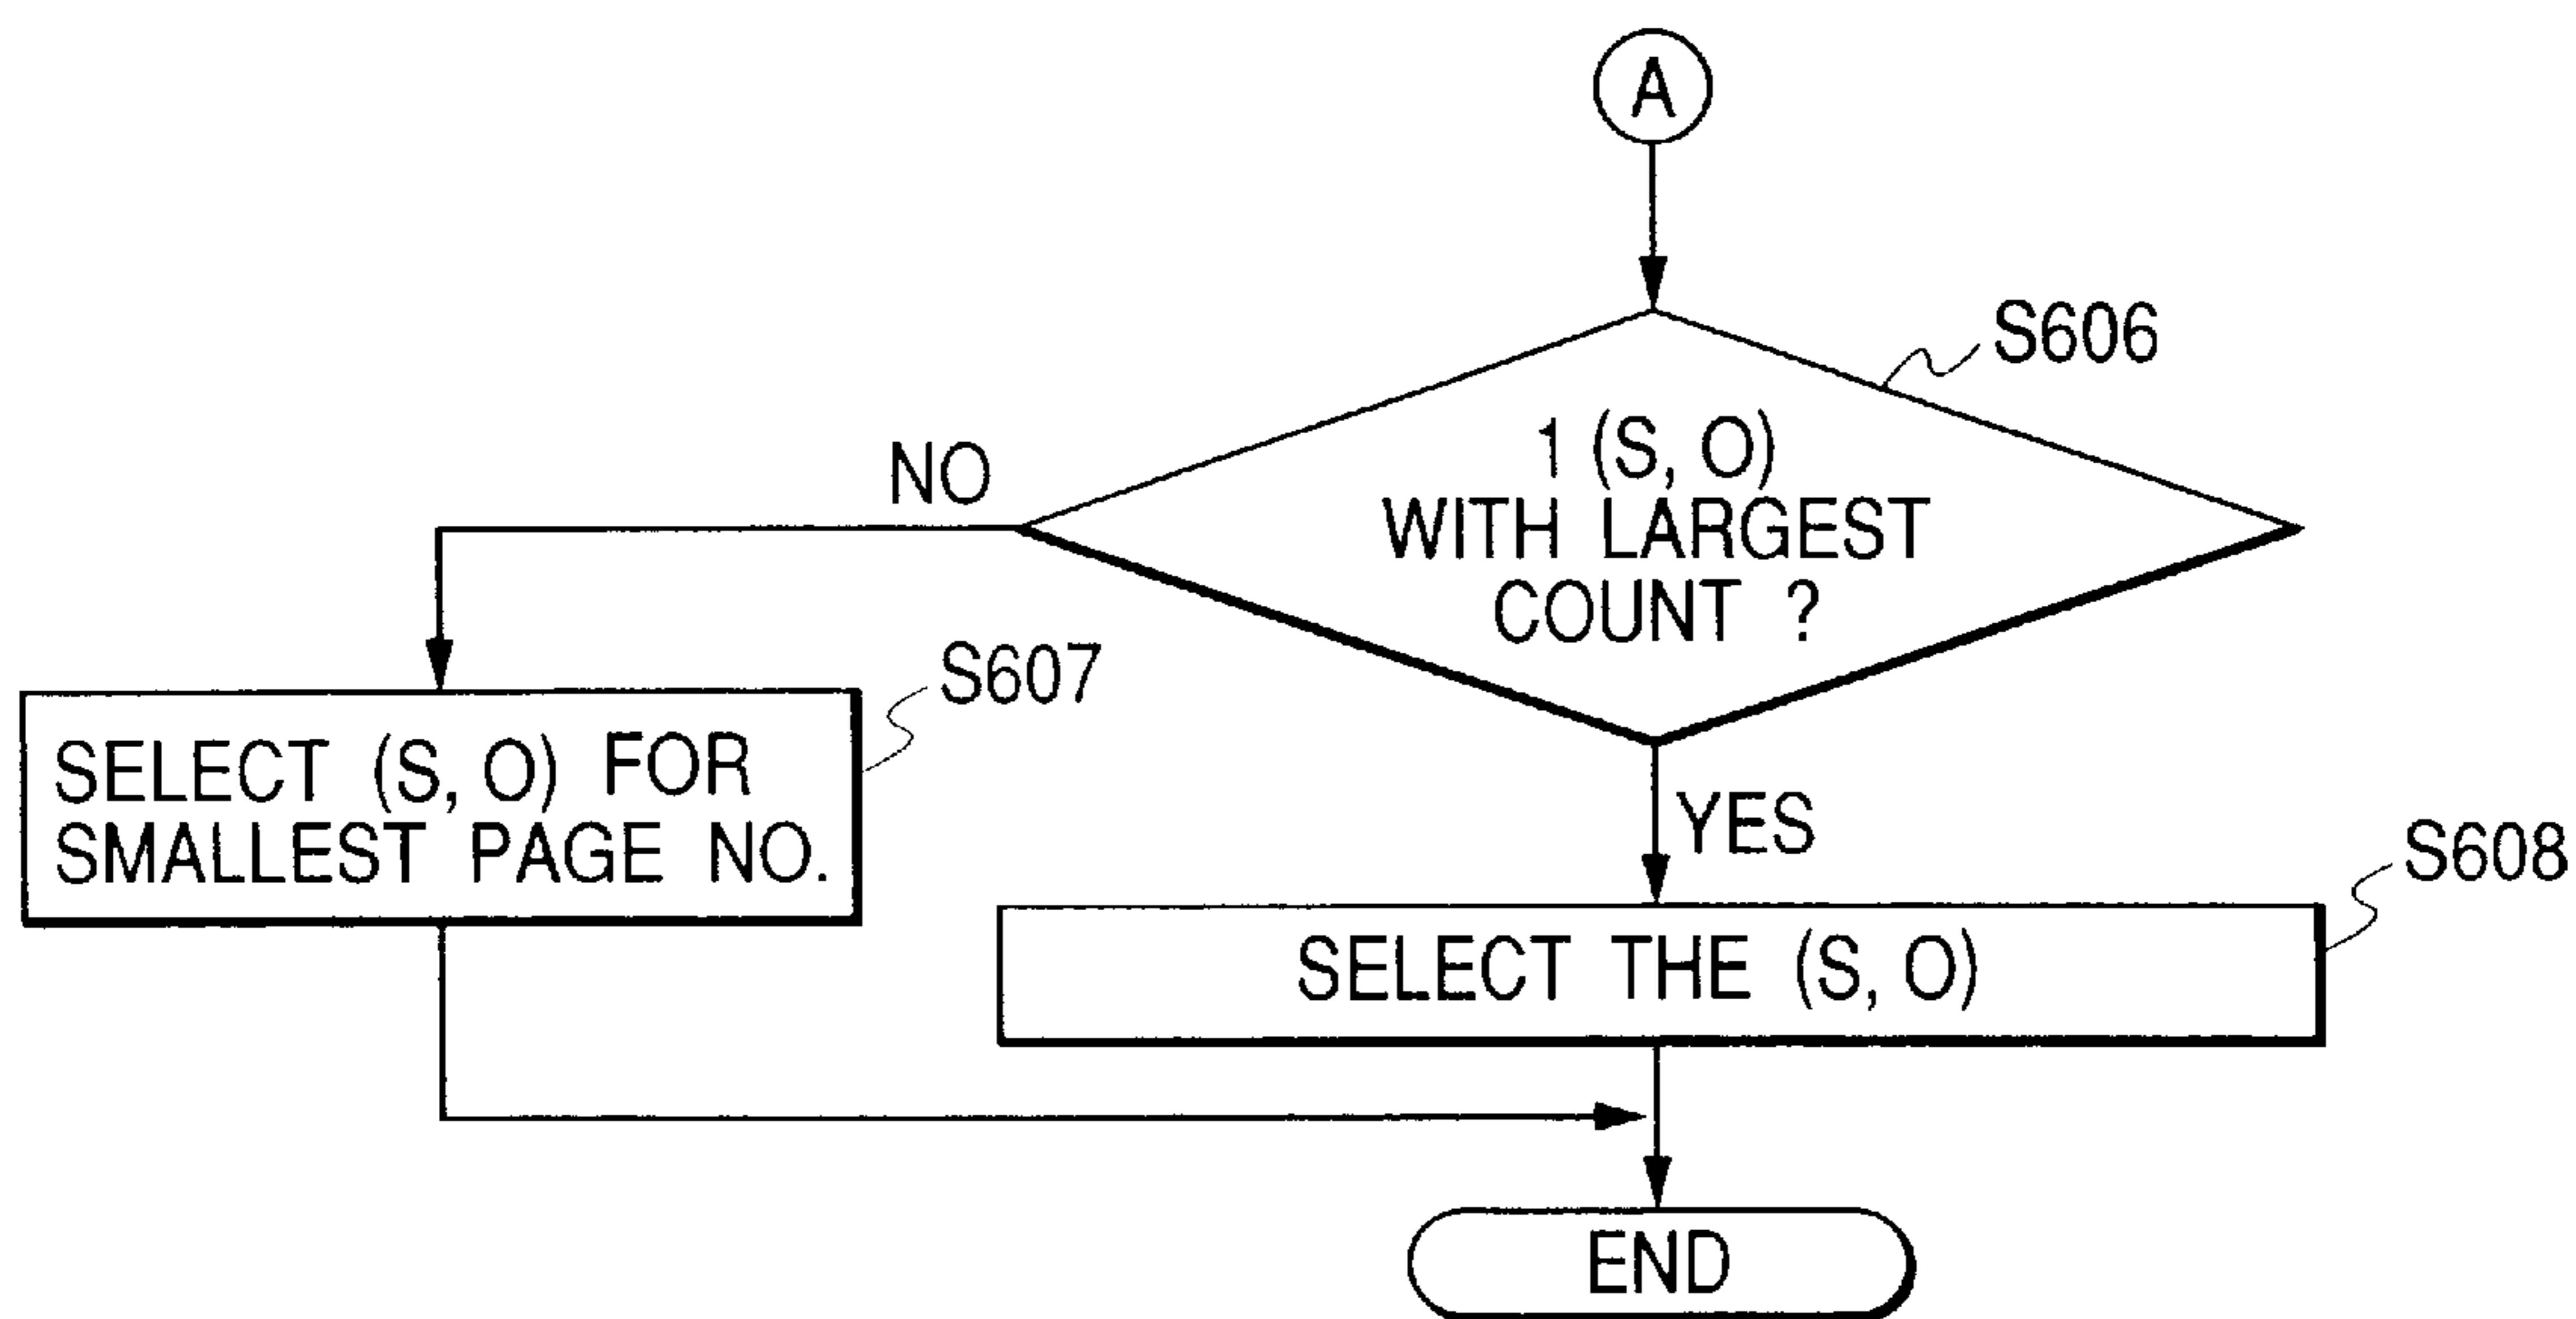 A
S606
1 (S, O)
WITH LARGEST
COUNT ?
NO
S607
SELECT (S, O) FOR
SMALLEST PAGE NO.
YES
S608
SELECT THE (S, O)
END